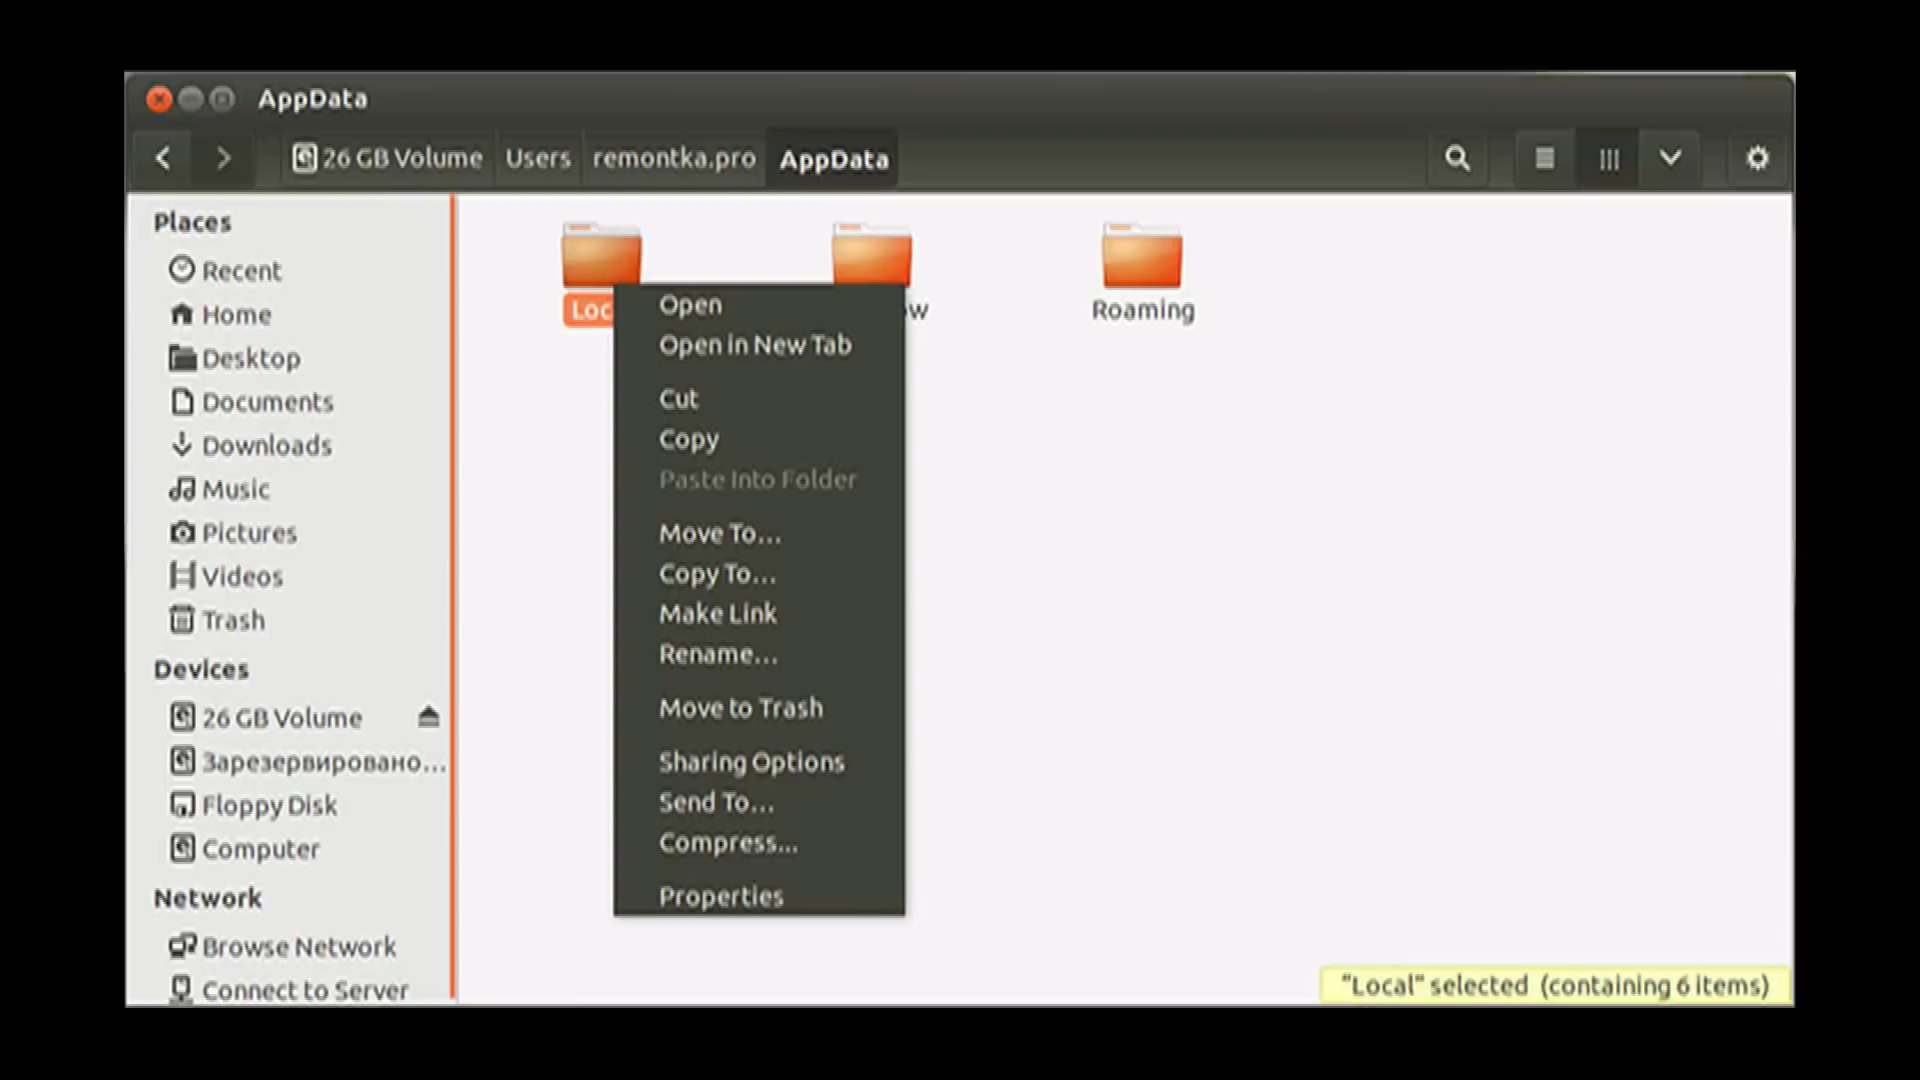 AppData
26 GB Volume Users remontka.pro AppData
Places
Recent
Home
Desktop
Documents
Downloads
Music
Pictures
Videos
Trash
Devices
26 GB Volume
Зарезервировано...
Floppy Disk
Computer
Network
Browse Network
Connect to Server
Roaming
Open
Open in New Tab
Cut
Copy
Paste Into Folder
Move To...
Copy To...
Make Link
Rename...
Move to Trash
Sharing Options
Send To...
Compress...
Properties
"Local" selected (containing 6 items)